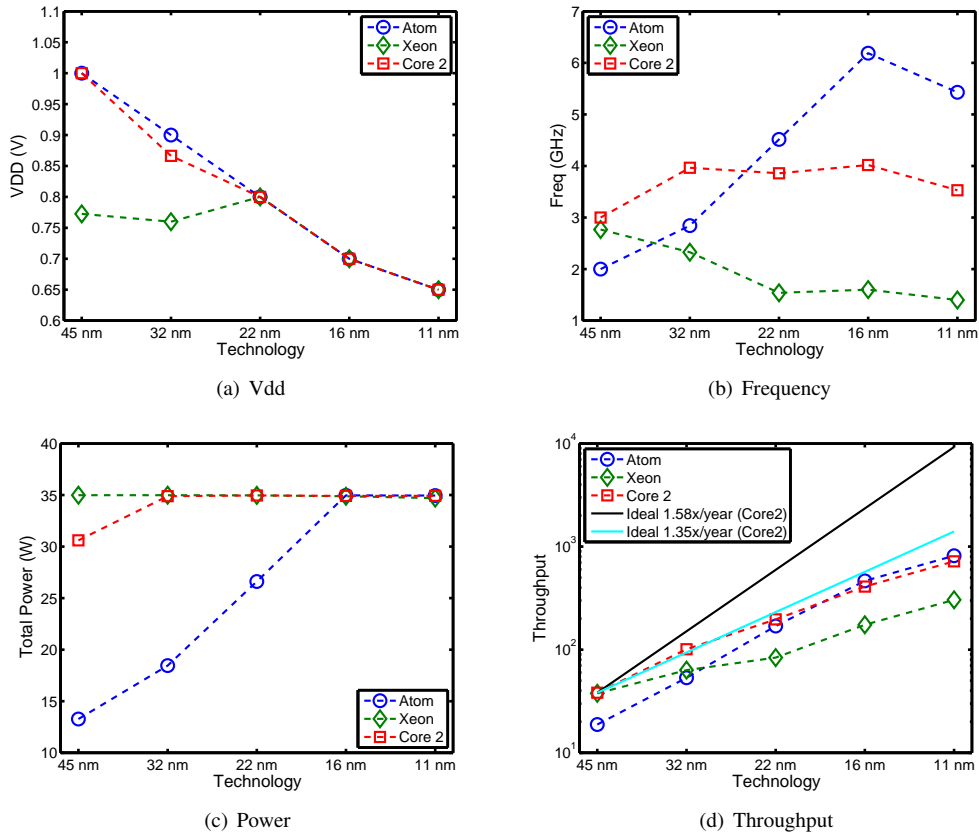 1.1
1.05
1
0.95
0.9
0.85
0.8
0.75
0.7
0.65
0.6
VDD (V)
45 nm 32 nm 22 nm 16 nm 11 nm
Technology
Atom
Xeon
Core 2
(a) Vdd
7
6
5
4
3
2
1
Freq (GHz)
45 nm 32 nm 22 nm 16 nm 11 nm
Technology
Atom
Xeon
Core 2
(b) Frequency
40
35
30
25
20
15
10
Total Power (W)
45 nm 32 nm 22 nm 16 nm 11 nm
Technology
Atom
Xeon
Core 2
(c) Power
10^4
10^3
10^2
10^1
Throughput
45 nm 32 nm 22 nm 16 nm 11 nm
Technology
Atom
Xeon
Core 2
Ideal 1.58x/year (Core2)
Ideal 1.35x/year (Core2)
(d) Throughput